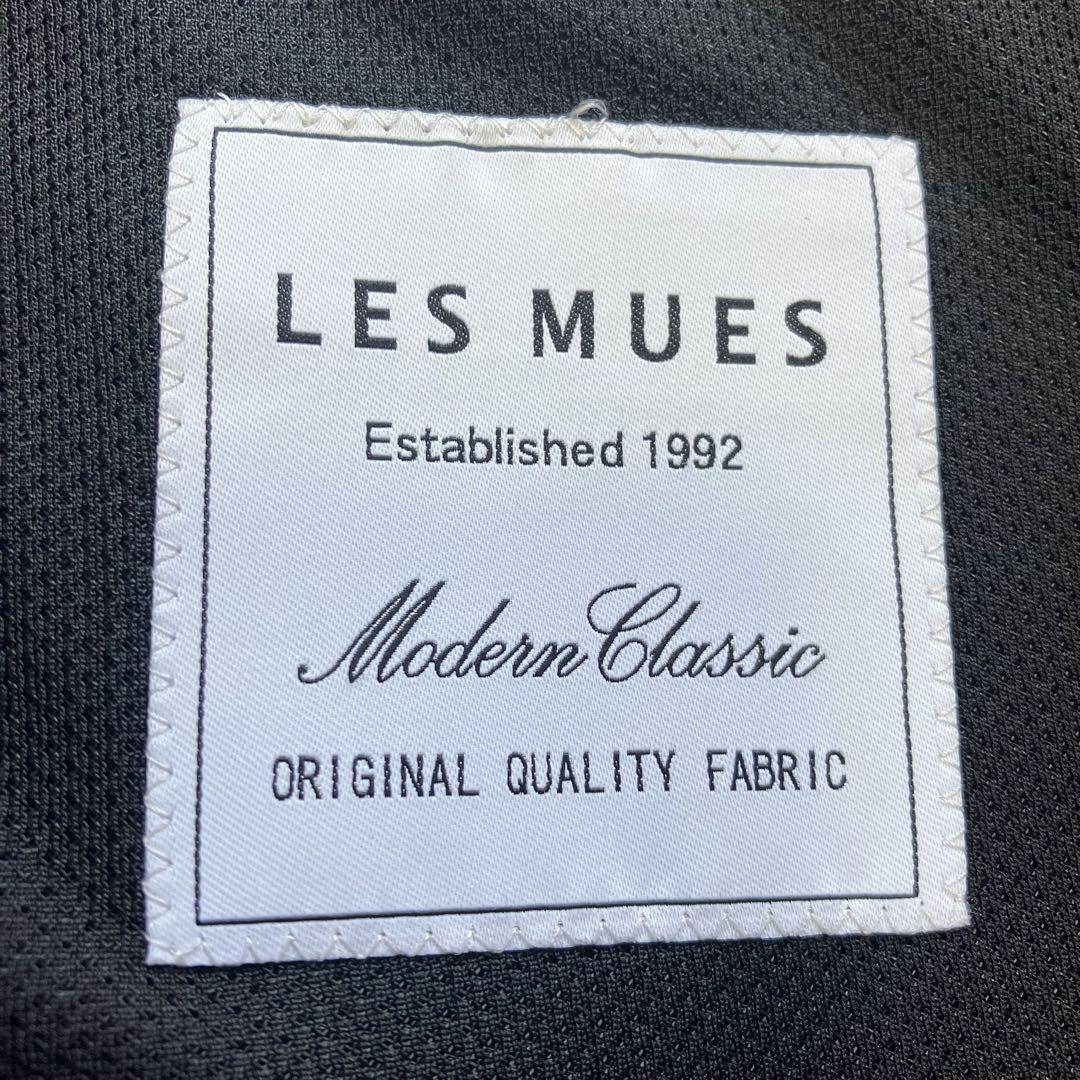 LES MUES
Established 1992
Modern Classic
ORIGINAL QUALITY FABRIC